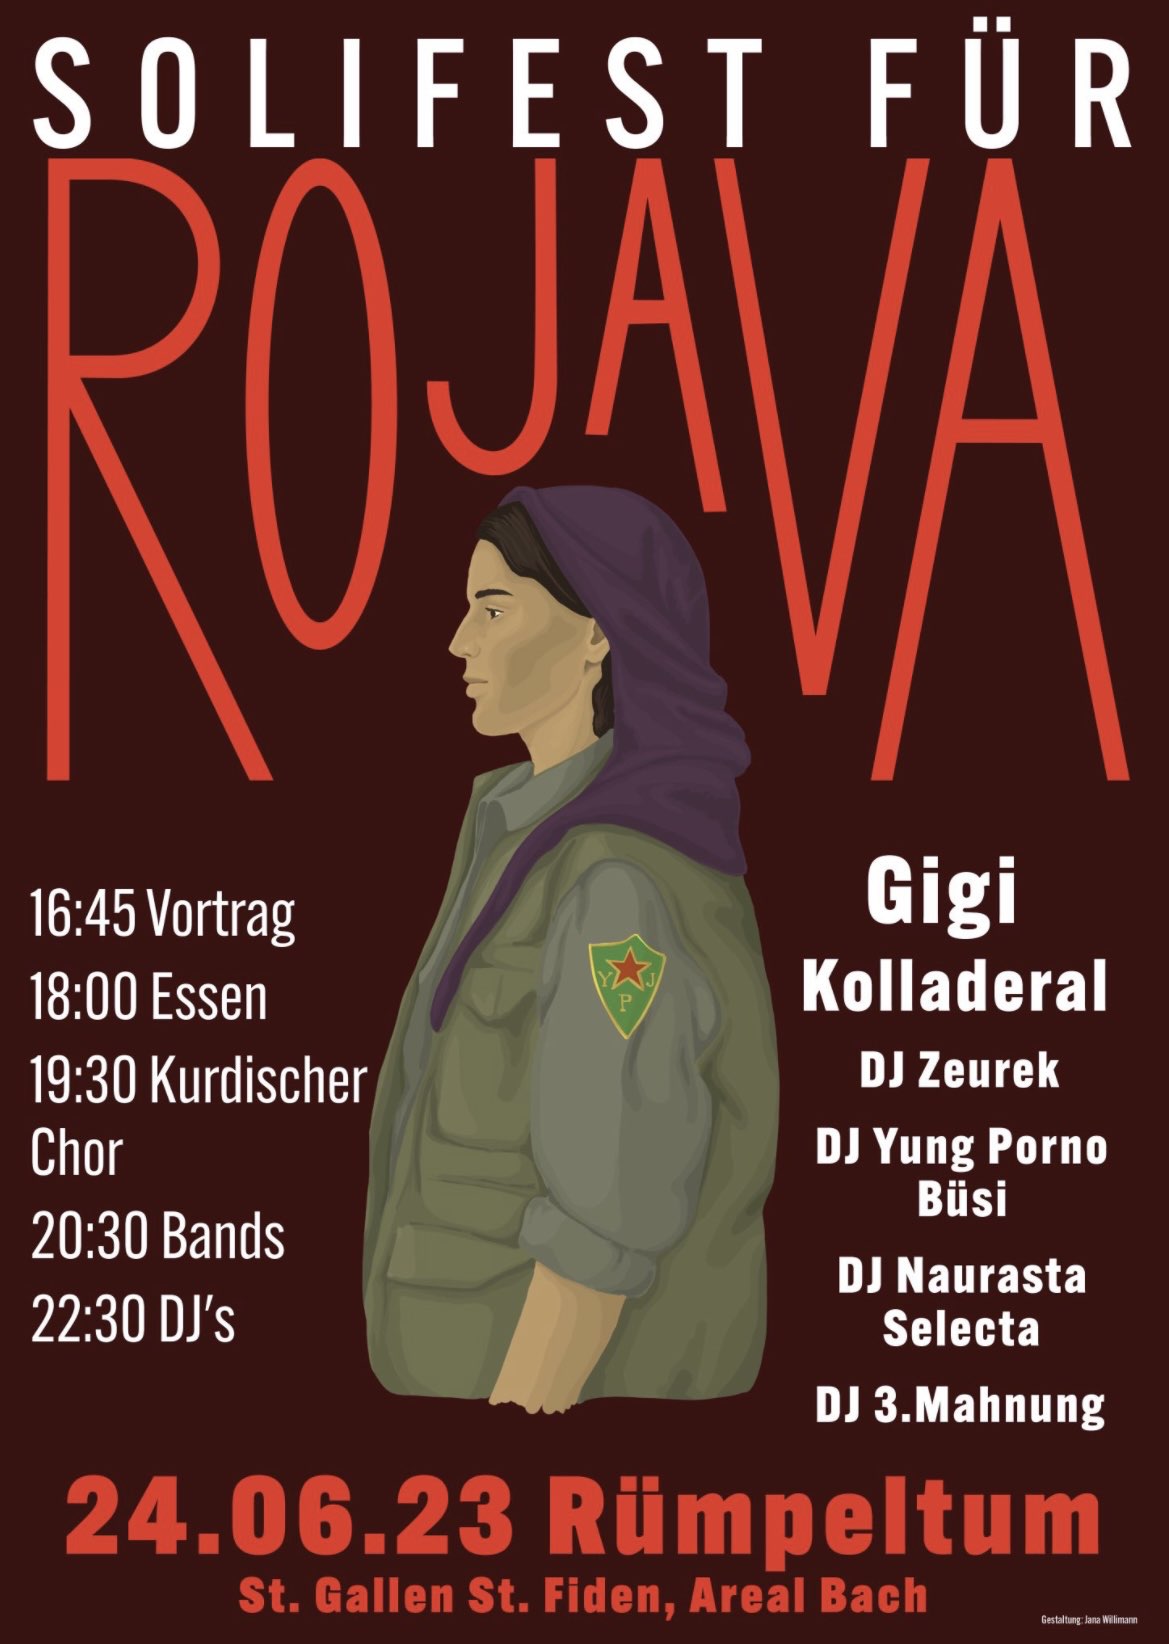 SOLIFEST FÜR
ROJAVA
16:45 Vortrag
18:00 Essen
19:30 Kurdischer
Chor
20:30 Bands
22:30 DJ's
Y J
P
Gigi
Kolladeral
DJ Zeurek
DJ Yung Porno
Büsi
DJ Naurasta
Selecta
DJ 3.Mahnung
24.06.23 Rümpeltum
St. Gallen St. Fiden, Areal Bach
Gestaltung: Jana Willimann